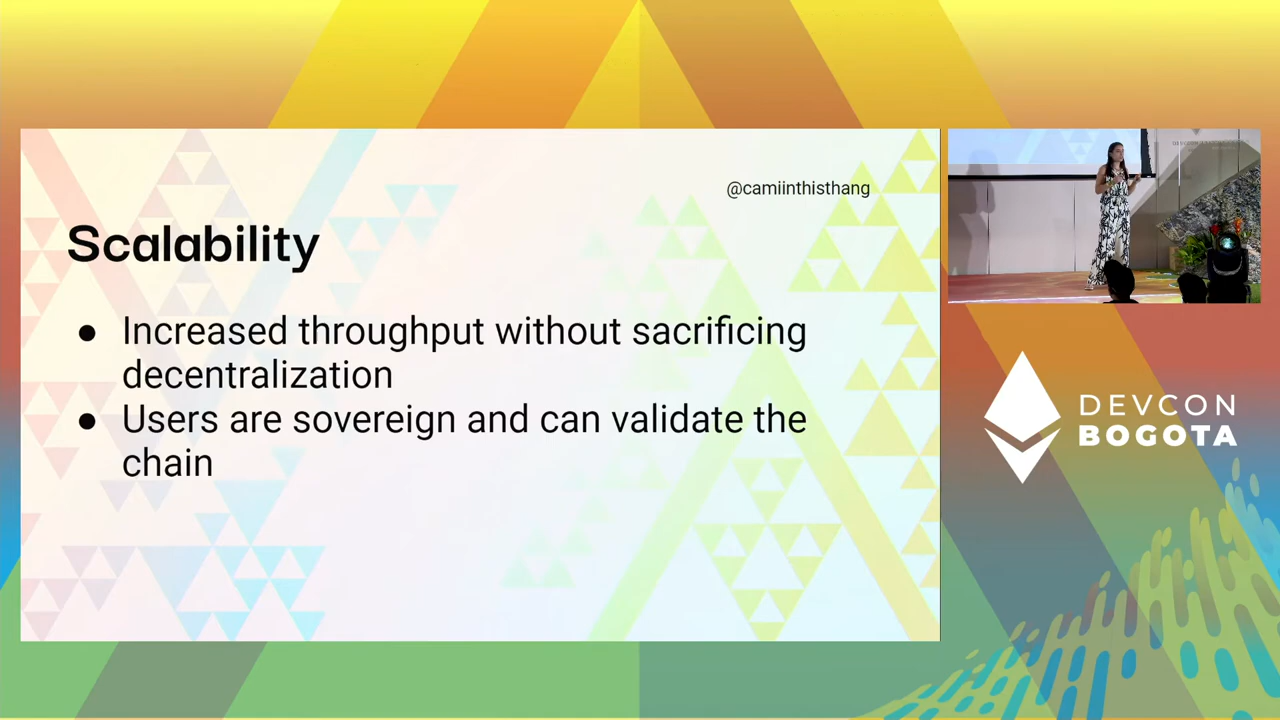 @camiinthisthang
Scalability
● Increased throughput without sacrificing
decentralization
● Users are sovereign and can validate the
chain
DEVCON
BOGOTA